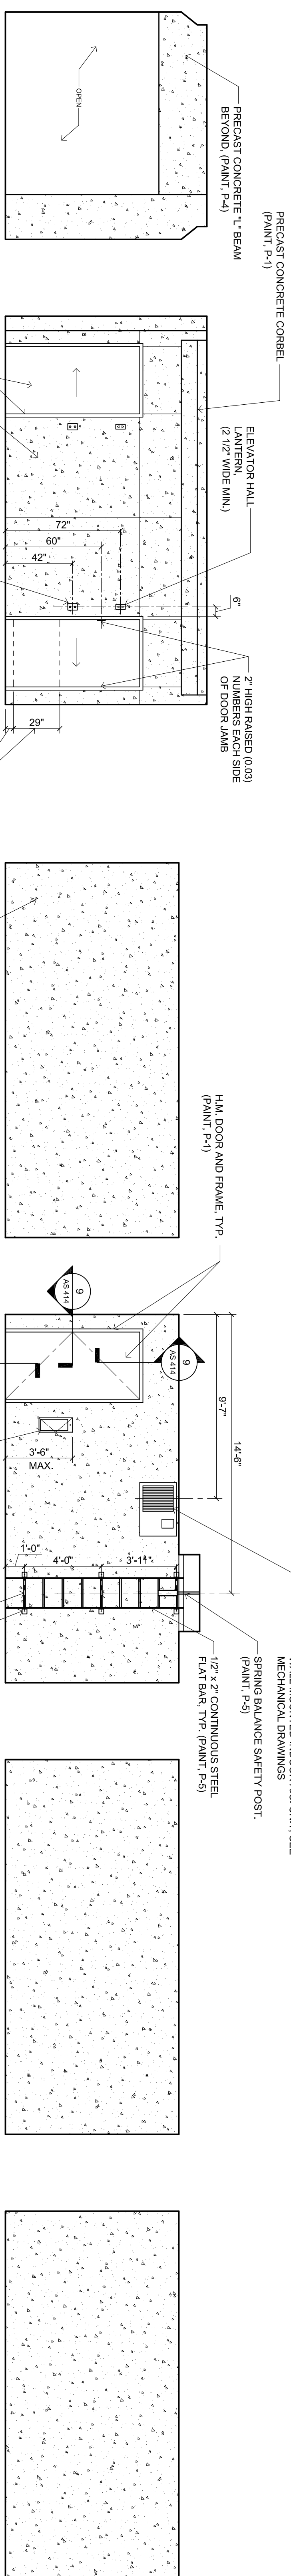 PRECAST CONCRETE "L" BEAM
BEYOND, (PAINT, P-4)
OPEN
PRECAST CONCRETE CORBEL
(PAINT, P-1)
ELEVATOR HALL
LANTERN,
(2 1/2" WIDE MIN.)
6"
2" HIGH RAISED (0.03)
NUMBERS EACH SIDE
OF DOOR JAMB
72"
60"
42"
29"
H.M. DOOR AND FRAME, TYP.
(PAINT, P-1)
9
AS 414
9
AS 414
14'-6"
9'-7"
3'-6"
MAX.
1'-0"
4'-0"
3'-11"
MECHANICAL DRAWINGS
SPRING BALANCE SAFETY POST.
(PAINT, P-5)
1/2" x 2" CONTINUOUS STEEL
FLAT BAR, TYP. (PAINT, P-5)